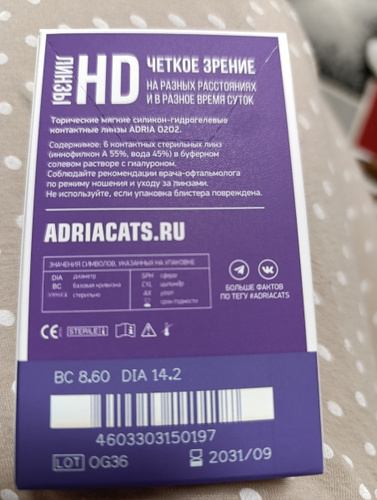 ЛИНЗЫ HD ЧЕТКОЕ ЗРЕНИЕ
НА РАЗНЫХ РАССТОЯНИЯХ
И В РАЗНОЕ ВРЕМЯ СУТОК
Торические мягкие силикон-гидрогелевые
контактные линзы ADRIA O2O2.
Содержимое: 6 контактных стерильных линз
(иннофилкон А 55%, вода 45%) в буферном
солевом растворе с гиалуроном.
Соблюдайте рекомендации врача-офтальмолога
по режиму ношения и уходу за линзами.
Не используйте, если упаковка блистера повреждена.
ADRIACATS.RU
ЗНАЧЕНИЯ СИМВОЛОВ, УКАЗАННЫХ НА УПАКОВКЕ
DIA диаметр SPH сфера
BC базовая кривизна CYL цилиндр
стерильно AX угол
срок годности
БОЛЬШЕ ФАКТОВ
ПО ТЕГУ #ADRIACATS
CE STERILE
BC 8.60 DIA 14.2
4603303150197
LOT OG36 2031/09